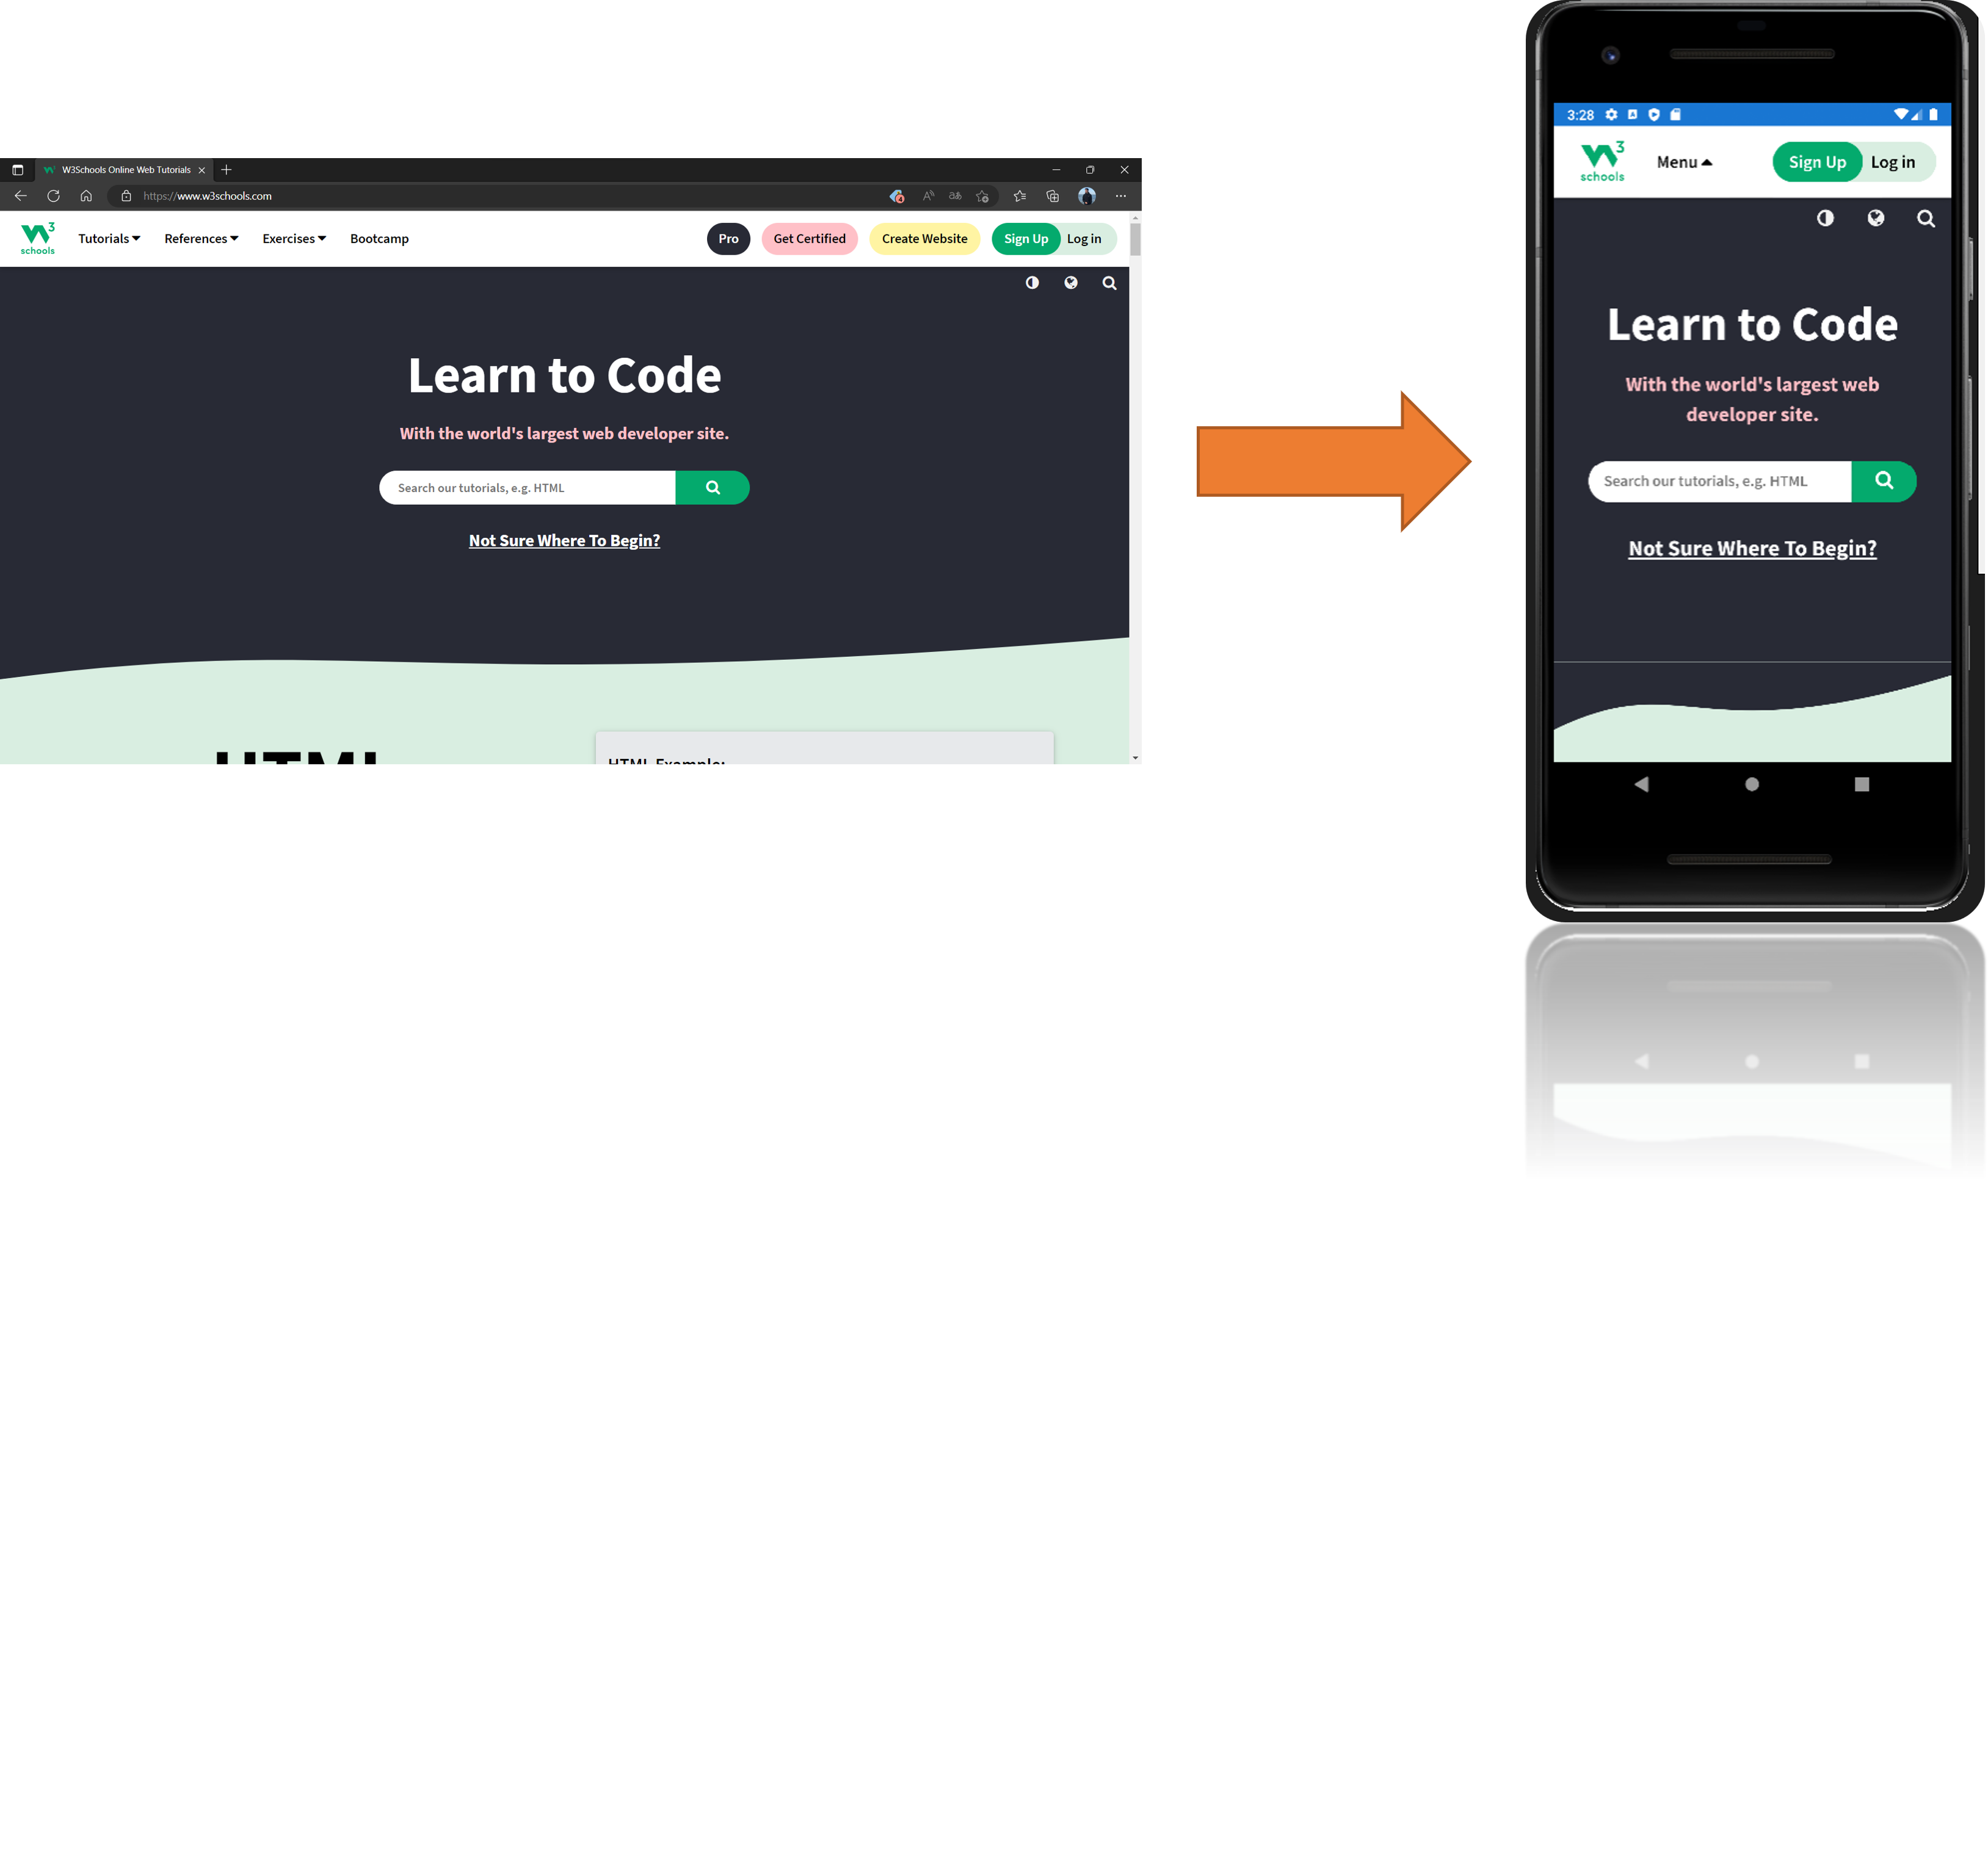 W3Schools Online Web Tutorials
https://www.w3schools.com
3
schools
Tutorials
References
Exercises
Bootcamp
Pro
Get Certified
Create Website
Sign Up
Log in
Learn to Code
With the world's largest web developer site.
Search our tutorials, e.g. HTML
Not Sure Where To Begin?
HTML
HTML Example:
3:28
3
schools
Menu
Sign Up
Log in
Learn to Code
With the world's largest web
developer site.
Search our tutorials, e.g. HTML
Not Sure Where To Begin?